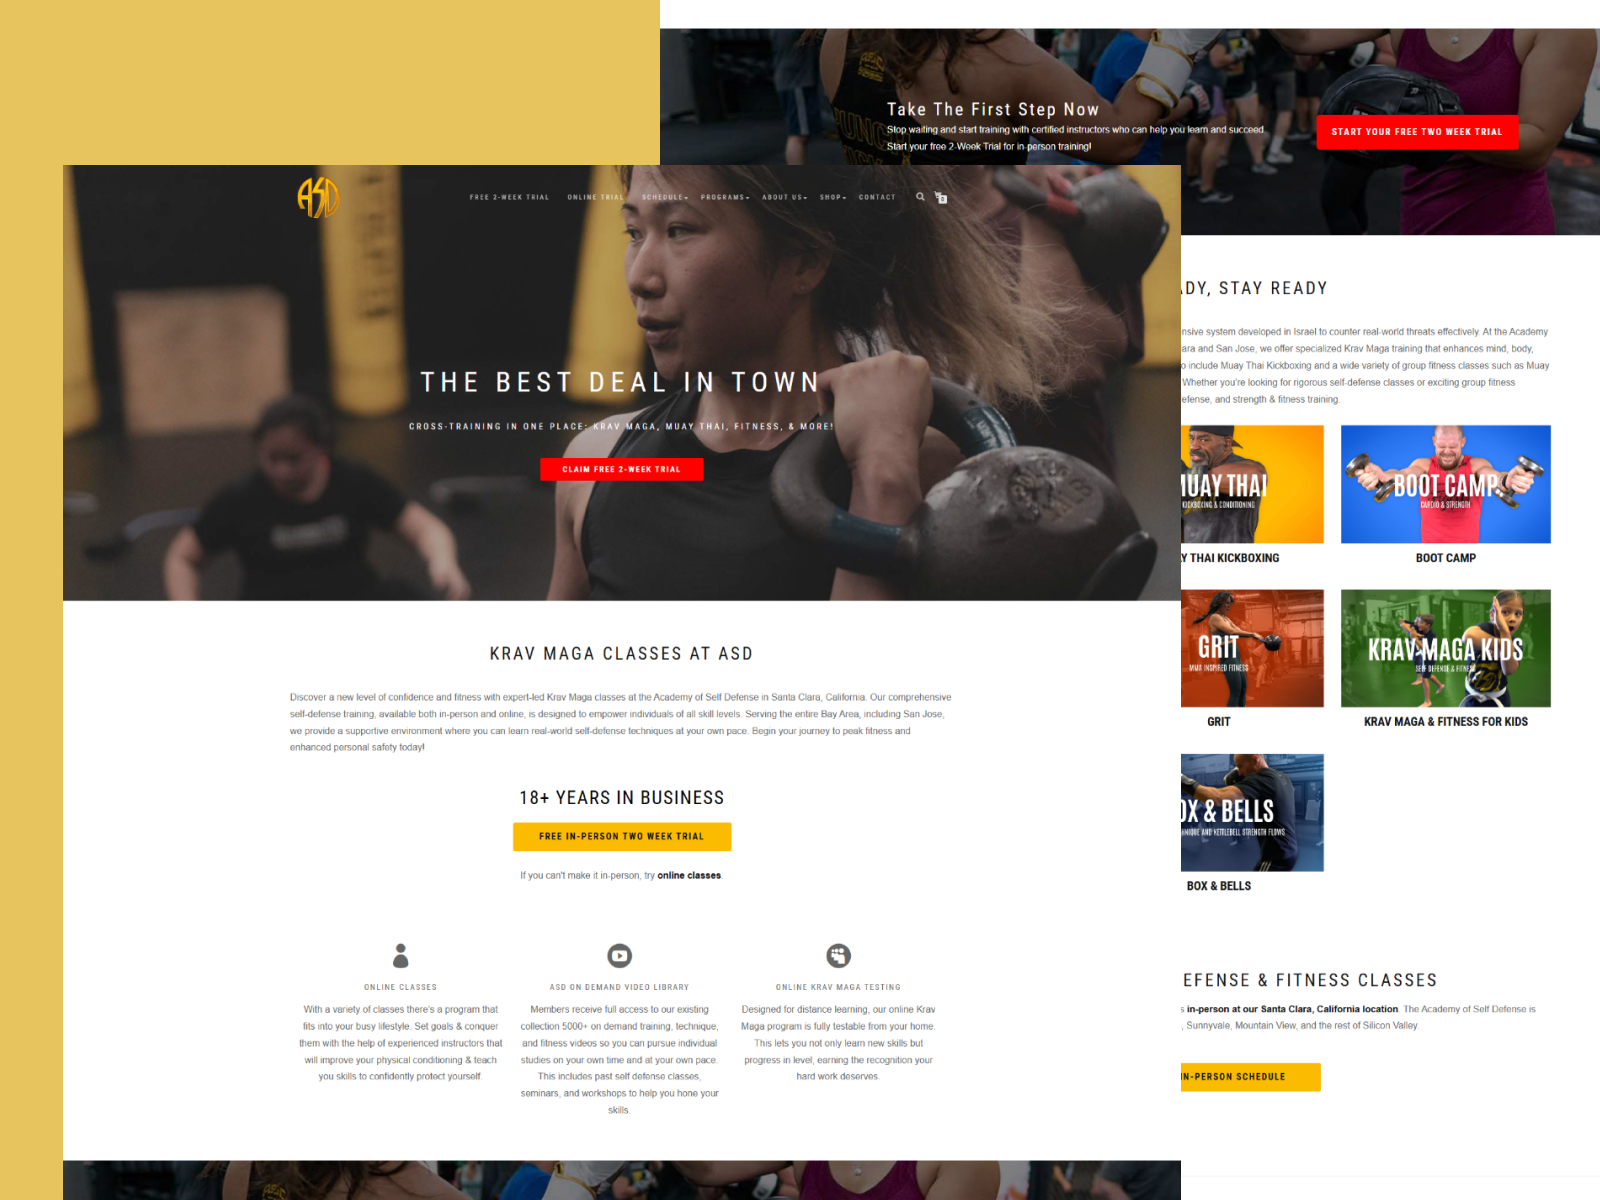 Take The First Step Now
Stop waiting and start training with certified instructors who can help you learn and succeed.
Start your free 2-Week Trial for in-person training!
START YOUR FREE TWO WEEK TRIAL
ASD
FREE 2-WEEK TRIAL
ONLINE TRIAL
SCHEDULE
PROGRAMS
ABOUT US
SHOP
CONTACT
0
THE BEST DEAL IN TOWN
CROSS-TRAINING IN ONE PLACE: KRAV MAGA, MUAY THAI, FITNESS, & MORE!
CLAIM FREE 2-WEEK TRIAL
KRAV MAGA CLASSES AT ASD
Discover a new level of confidence and fitness with expert-led Krav Maga classes at the Academy of Self Defense in Santa Clara, California. Our comprehensive
self-defense training, available both in-person and online, is designed to empower individuals of all skill levels. Serving the entire Bay Area, including San Jose,
we provide a supportive environment where you can learn real-world self-defense techniques at your own pace. Begin your journey to peak fitness and
enhanced personal safety today!
18+ YEARS IN BUSINESS
FREE IN-PERSON TWO WEEK TRIAL
If you can't make it in-person, try online classes.
ONLINE CLASSES
With a variety of classes there's a program that
fits into your busy lifestyle. Set goals & conquer
them with the help of experienced instructors that
will improve your physical conditioning & teach
you skills to confidently protect yourself.
ASD ON DEMAND VIDEO LIBRARY
Members receive full access to our existing
collection 5000+ on demand training, technique,
and fitness videos so you can pursue individual
studies on your own time and at your own pace.
This includes past self defense classes,
seminars, and workshops to help you hone your
skills.
ONLINE KRAV MAGA TESTING
Designed for distance learning, our online Krav
Maga program is fully testable from your home.
This lets you not only learn new skills but
progress in level, earning the recognition your
hard work deserves.
DY, STAY READY
nsive system developed in Israel to counter real-world threats effectively. At the Academy
ara and San Jose, we offer specialized Krav Maga training that enhances mind, body,
o include Muay Thai Kickboxing and a wide variety of group fitness classes such as Muay
Whether you're looking for rigorous self-defense classes or exciting group fitness
efense, and strength & fitness training.
UAY THAI
KICKBOXING & CONDITIONING
Y THAI KICKBOXING
BOOT CAMP
CARDIO & STRENGTH
BOOT CAMP
GRIT
MMA INSPIRED FITNESS
GRIT
KRAV MAGA KIDS
SELF DEFENSE & FITNESS
KRAV MAGA & FITNESS FOR KIDS
OX & BELLS
HNIQUE AND KETTLEBELL STRENGTH FLOWS
BOX & BELLS
EFENSE & FITNESS CLASSES
s in-person at our Santa Clara, California location. The Academy of Self Defense is
, Sunnyvale, Mountain View, and the rest of Silicon Valley.
IN-PERSON SCHEDULE